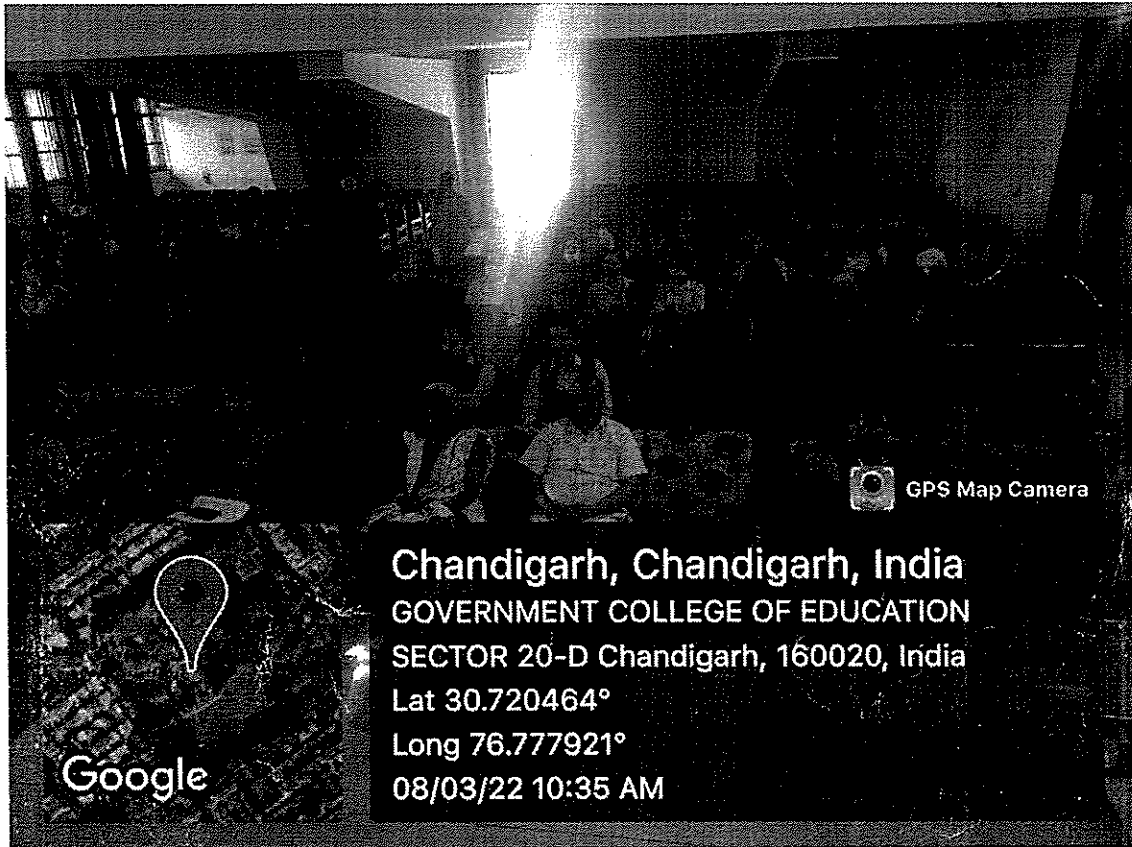 GPS Map Camera
Chandigarh, Chandigarh, India
GOVERNMENT COLLEGE OF EDUCATION
SECTOR 20-D Chandigarh, 160020, India
Lat 30.720464°
Long 76.777921°
08/03/22 10:35 AM
Google